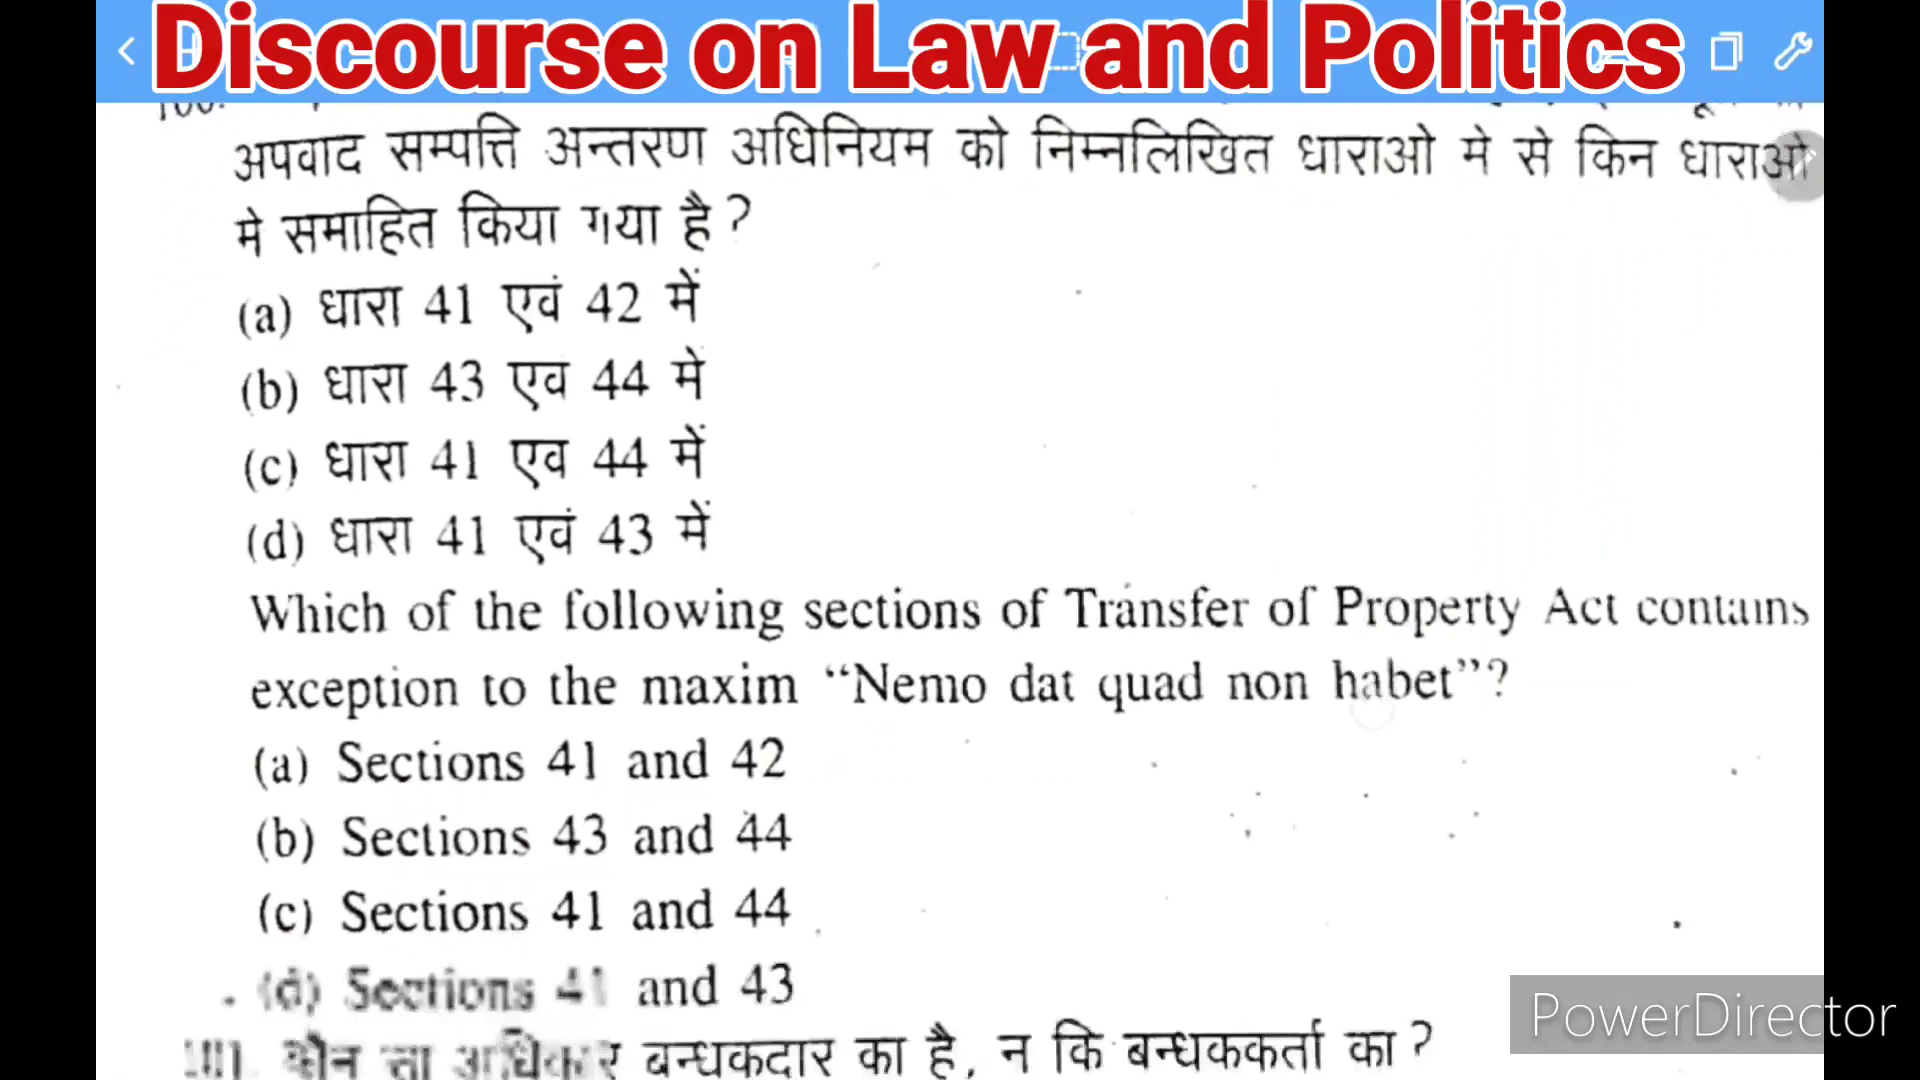 Discourse on Law and Politics
अपवाद सम्पत्ति अन्तरण अधिनियम को निम्नलिखित धाराओ मे से किन धाराओ
मे समाहित किया गया है ?
(a) धारा 41 एवं 42 में
(b) धारा 43 एव 44 मे
(c) धारा 41 एव 44 में
(d) धारा 41 एवं 43 में
Which of the following sections of Transfer of Property Act contains
exception to the maxim “Nemo dat quad non habet”?
(a) Sections 41 and 42
(b) Sections 43 and 44
(c) Sections 41 and 44
(d) Sections 41 and 43
कौन सा अधिकार बन्धकदार का है, न कि बन्धककर्ता का ?
PowerDirector